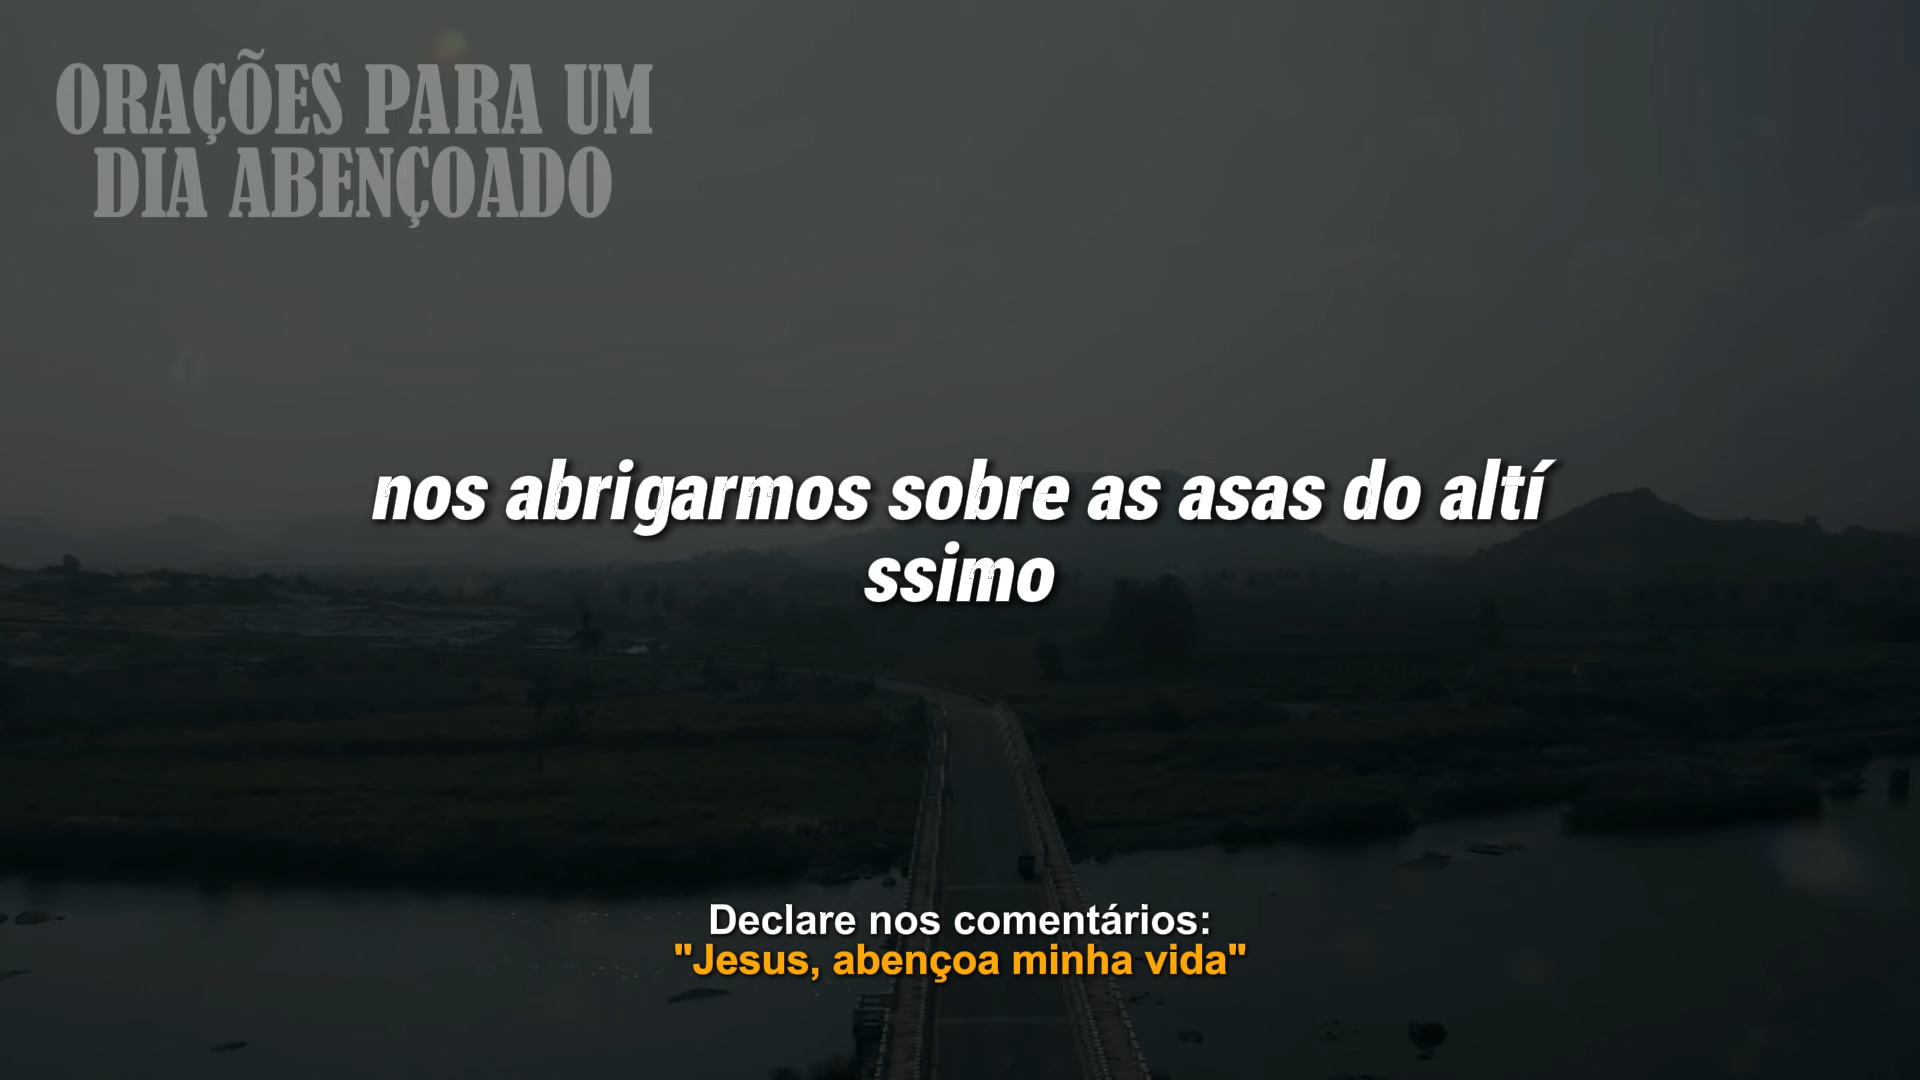 ORAÇÕES PARA UM
DIA ABENÇOADO
nos abrigarmos sobre as asas do altí
ssimo
Declare nos comentários:
"Jesus, abençoa minha vida"